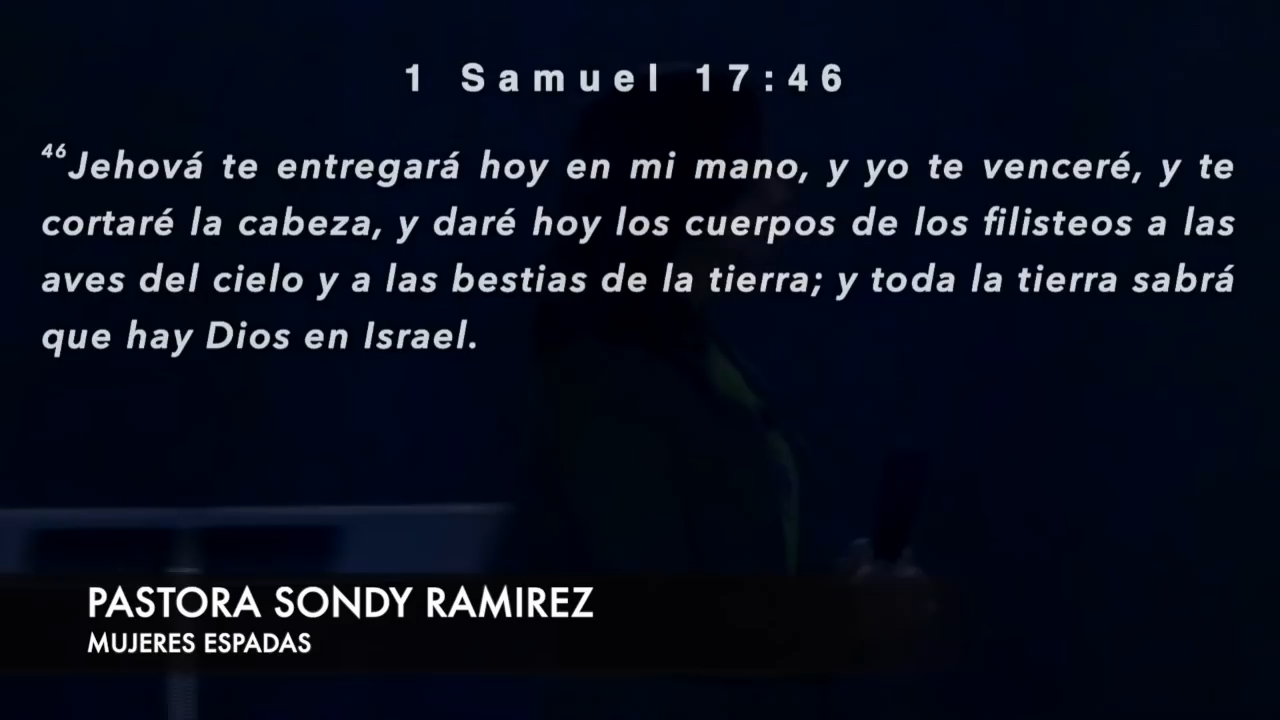 1 Samuel 17:46
46Jehová te entregará hoy en mi mano, y yo te venceré, y te
cortaré la cabeza, y daré hoy los cuerpos de los filisteos a las
aves del cielo y a las bestias de la tierra; y toda la tierra sabrá
que hay Dios en Israel.
PASTORA SONDY RAMIREZ
MUJERES ESPADAS